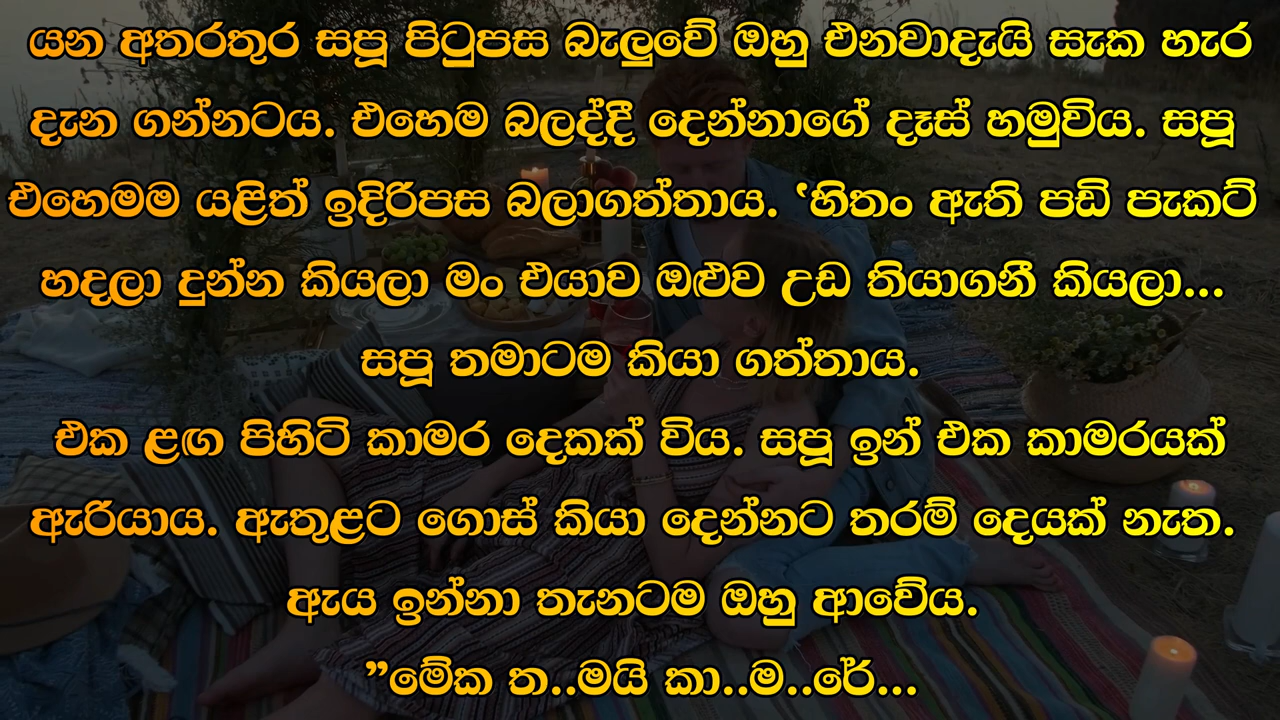 යන අතරතුර සපූ පිටුපස බැලුවේ ඔහු එනවාදැයි සැක හැර
දැන ගන්නටය. එහෙම බලද්දී දෙන්නාගේ දෑස් හමුවිය. සපූ
එහෙමම යළිත් ඉදිරිපස බලාගත්තාය. ‛හිතං ඇති පඩි පැකට්
හදලා දුන්න කියලා මං එයාව ඔළුව උඩ තියාගනී කියලා...
සපූ තමාටම කියා ගත්තාය.
එක ළඟ පිහිටි කාමර දෙකක් විය. සපූ ඉන් එක කාමරයක්
ඇරියාය. ඇතුළට ගොස් කියා දෙන්නට තරම් දෙයක් නැත.
ඇය ඉන්නා තැනටම ඔහු ආවේය.
”මේක ත..මයි කා..ම..රේ...